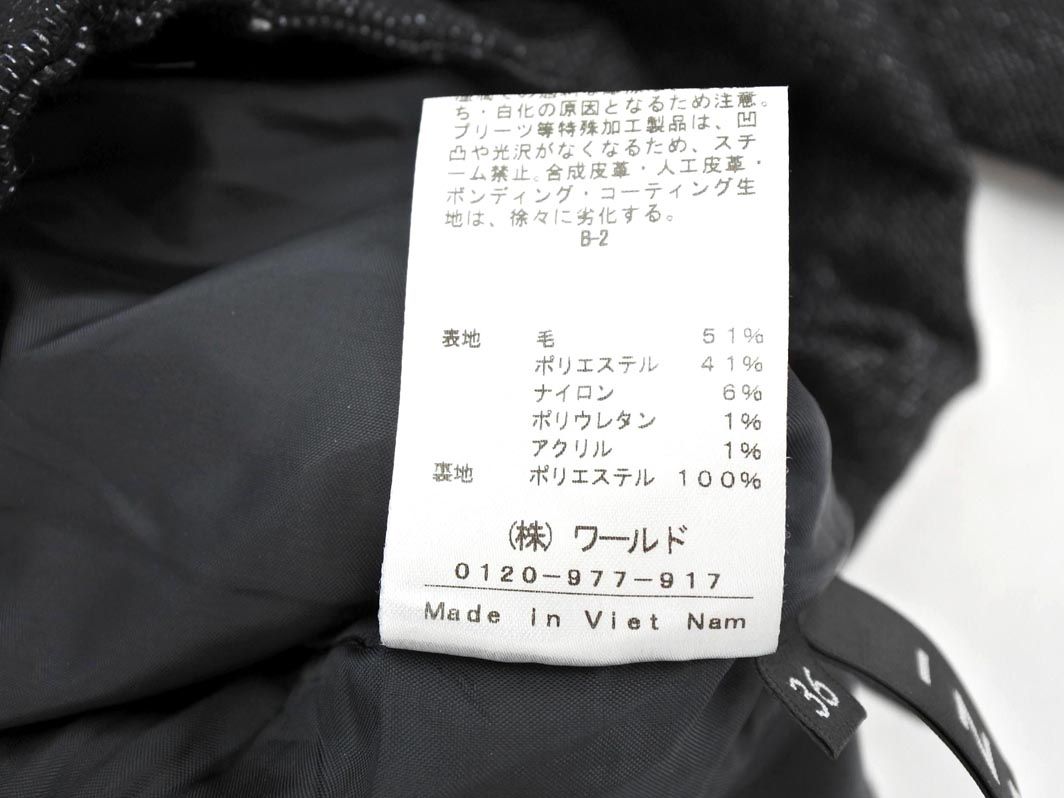 ち・白化の原因となるため注意。
プリーツ等特殊加工製品は、凹
凸や光沢がなくなるため、スチ
ーム禁止。合成皮革・人工皮革・
ボンディング・コーティング生
地は、徐々に劣化する。
B-2
表地 毛 51%
ポリエステル 41%
ナイロン 6%
ポリウレタン 1%
アクリル 1%
裏地 ポリエステル 100%
(株)ワールド
0120-977-917
Made in Viet Nam
36